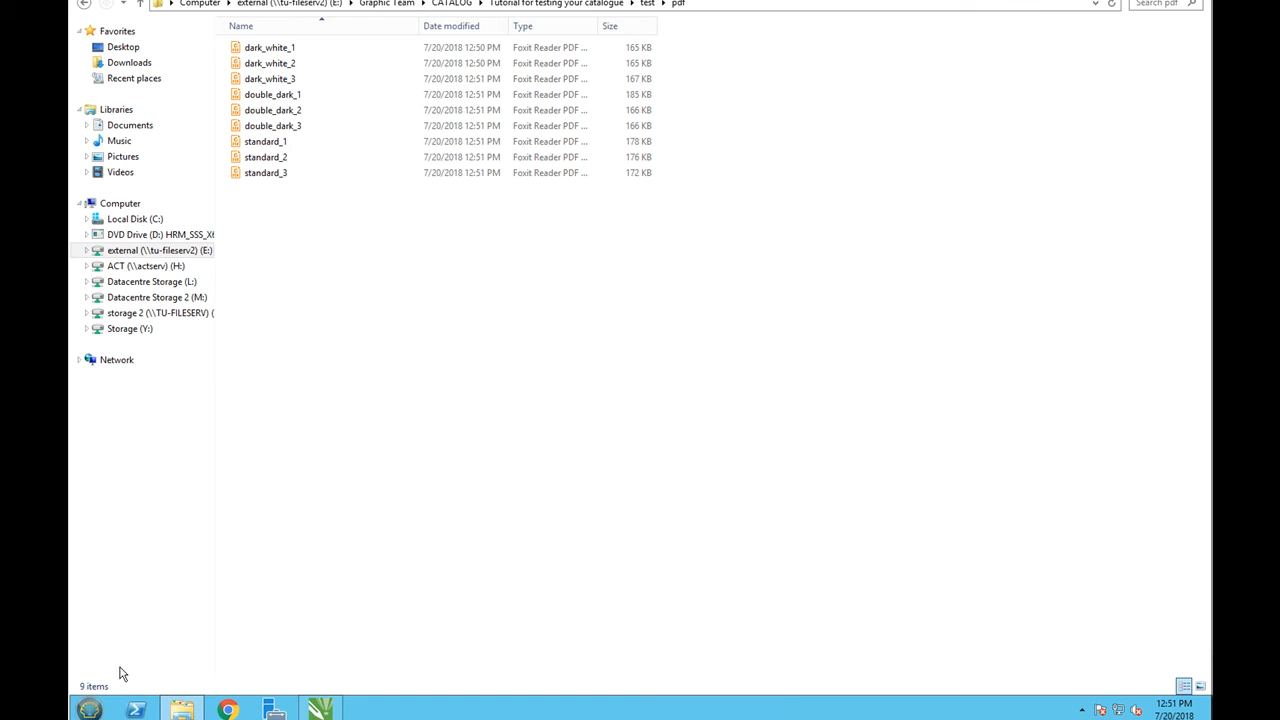 Computer external (\\tu-fileserv2) (E:) Graphic Team CATALOG Tutorial for testing your catalogue test pdf Search pdf
Name Date modified Type Size
Favorites
Desktop
Downloads
Recent places
Libraries
Documents
Music
Pictures
Videos
Computer
Local Disk (C:)
DVD Drive (D:) HRM_SSS_X6
external (\\tu-fileserv2) (E:)
ACT (\\actserv) (H:)
Datacentre Storage (L:)
Datacentre Storage 2 (M:)
storage 2 (\\TU-FILESERV) (
Storage (Y:)
Network
dark_white_1 7/20/2018 12:50 PM Foxit Reader PDF ... 165 KB
dark_white_2 7/20/2018 12:50 PM Foxit Reader PDF ... 165 KB
dark_white_3 7/20/2018 12:51 PM Foxit Reader PDF ... 167 KB
double_dark_1 7/20/2018 12:51 PM Foxit Reader PDF ... 185 KB
double_dark_2 7/20/2018 12:51 PM Foxit Reader PDF ... 166 KB
double_dark_3 7/20/2018 12:51 PM Foxit Reader PDF ... 166 KB
standard_1 7/20/2018 12:51 PM Foxit Reader PDF ... 178 KB
standard_2 7/20/2018 12:51 PM Foxit Reader PDF ... 176 KB
standard_3 7/20/2018 12:51 PM Foxit Reader PDF ... 172 KB
9 items
12:51 PM
7/20/2018